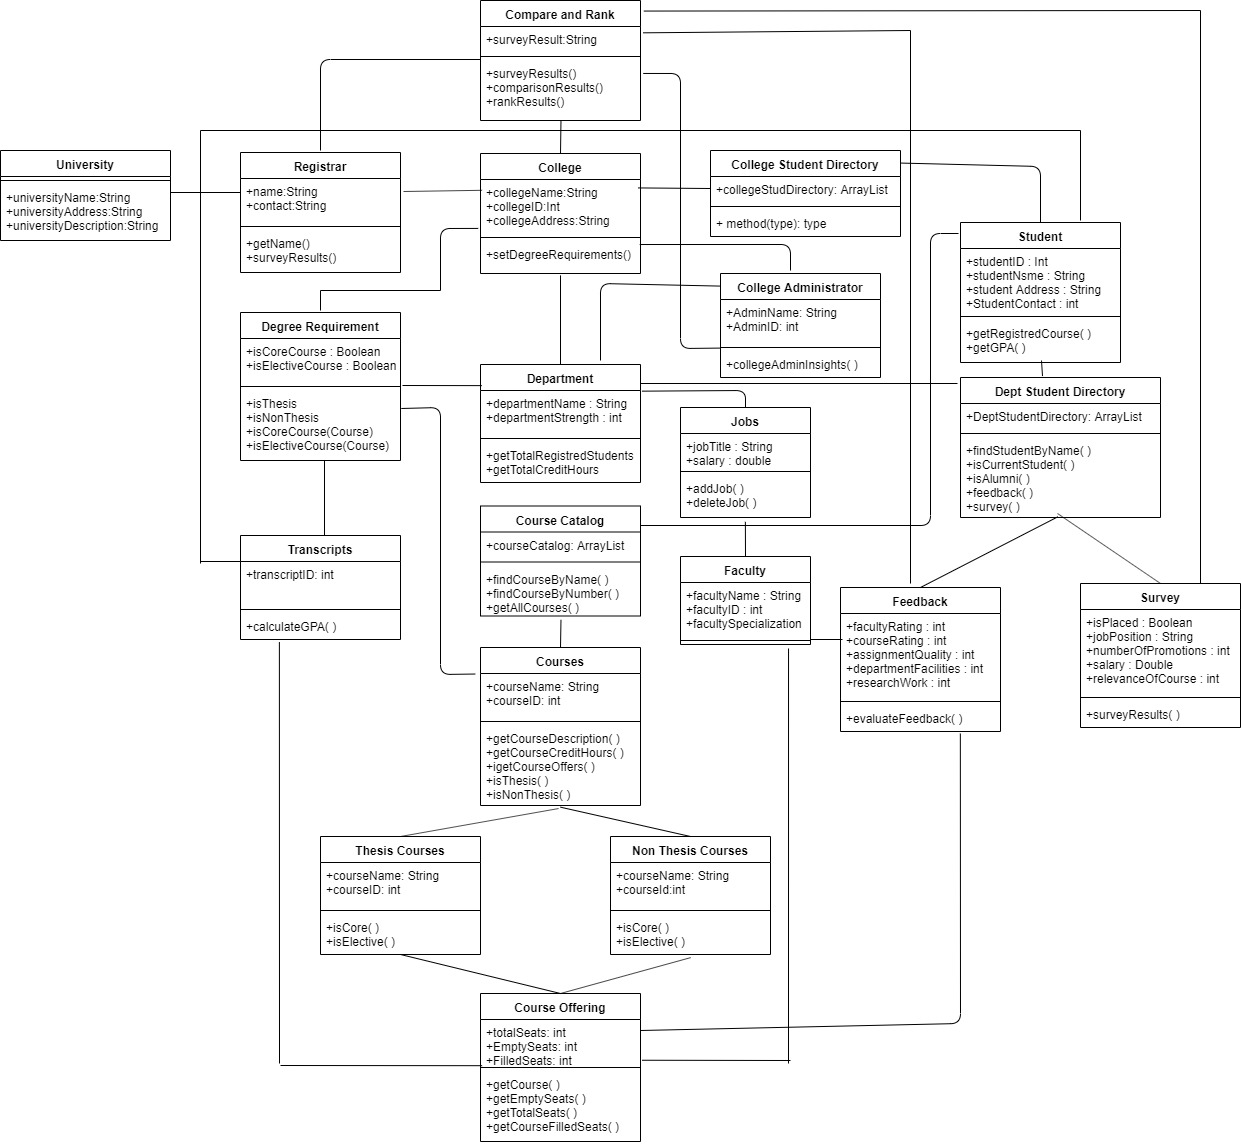 Compare and Rank
+surveyResult:String
+surveyResults()
+comparisonResults()
+rankResults()
University
+universityName:String
+universityAddress:String
+universityDescription:String
Registrar
+name:String
+contact:String
+getName()
+surveyResults()
College
+collegeName:String
+collegeID:Int
+collegeAddress:String
+setDegreeRequirements()
College Student Directory
+collegeStudDirectory: ArrayList
+ method(type): type
Student
+studentID : Int
+studentNsme : String
+student Address : String
+StudentContact : int
+getRegistredCourse( )
+getGPA( )
College Administrator
+AdminName: String
+AdminID: int
+collegeAdminInsights( )
Degree Requirement
+isCoreCourse : Boolean
+isElectiveCourse : Boolean
+isThesis
+isNonThesis
+isCoreCourse(Course)
+isElectiveCourse(Course)
Department
+departmentName : String
+departmentStrength : int
+getTotalRegistredStudents
+getTotalCreditHours
Jobs
+jobTitle : String
+salary : double
+addJob( )
+deleteJob( )
Dept Student Directory
+DeptStudentDirectory: ArrayList
+findStudentByName( )
+isCurrentStudent( )
+isAlumni( )
+feedback( )
+survey( )
Course Catalog
+courseCatalog: ArrayList
+findCourseByName( )
+findCourseByNumber( )
+getAllCourses( )
Transcripts
+transcriptID: int
+calculateGPA( )
Faculty
+facultyName : String
+facultyID : int
+facultySpecialization
Feedback
+facultyRating : int
+courseRating : int
+assignmentQuality : int
+departmentFacilities : int
+researchWork : int
+evaluateFeedback( )
Survey
+isPlaced : Boolean
+jobPosition : String
+numberOfPromotions : int
+salary : Double
+relevanceOfCourse : int
+surveyResults( )
Courses
+courseName: String
+courseID: int
+getCourseDescription( )
+getCourseCreditHours( )
+igetCourseOffers( )
+isThesis( )
+isNonThesis( )
Thesis Courses
+courseName: String
+courseID: int
+isCore( )
+isElective( )
Non Thesis Courses
+courseName: String
+courseId:int
+isCore( )
+isElective( )
Course Offering
+totalSeats: int
+EmptySeats: int
+FilledSeats: int
+getCourse( )
+getEmptySeats( )
+getTotalSeats( )
+getCourseFilledSeats( )